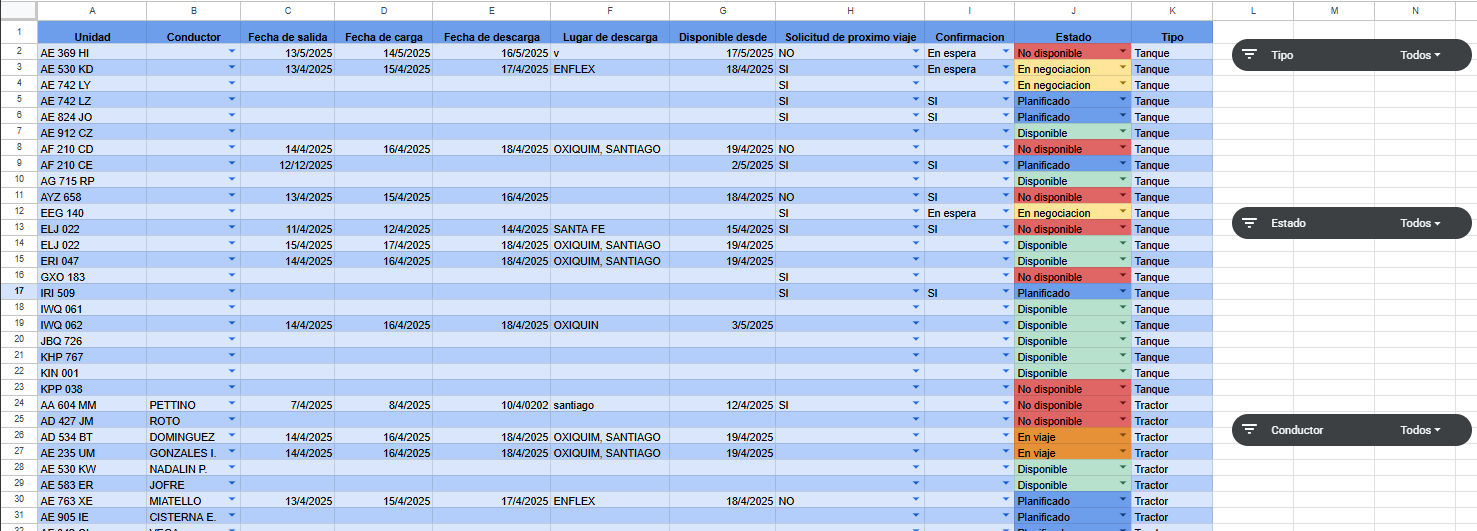 A B C D E F G H I J K L M N
1 Unidad Conductor Fecha de salida Fecha de carga Fecha de descarga Lugar de descarga Disponible desde Solicitud de proximo viaje Confirmacion Estado Tipo
2 AE 369 HI 13/5/2025 14/5/2025 16/5/2025 v 17/5/2025 NO En espera No disponible Tanque Tipo Todos
3 AE 530 KD 13/4/2025 15/4/2025 17/4/2025 ENFLEX 18/4/2025 SI En espera En negociacion Tanque
4 AE 742 LY SI En negociacion Tanque
5 AE 742 LZ SI SI Planificado Tanque
6 AE 824 JO SI SI Planificado Tanque
7 AE 912 CZ Disponible Tanque
8 AF 210 CD 14/4/2025 16/4/2025 18/4/2025 OXIQUIM, SANTIAGO 19/4/2025 NO No disponible Tanque
9 AF 210 CE 12/12/2025 2/5/2025 SI SI Planificado Tanque
10 AG 715 RP Disponible Tanque
11 AYZ 658 13/4/2025 15/4/2025 16/4/2025 18/4/2025 NO SI No disponible Tanque
12 EEG 140 SI En espera En negociacion Tanque
13 ELJ 022 11/4/2025 12/4/2025 14/4/2025 SANTA FE 15/4/2025 SI SI No disponible Tanque Estado Todos
14 ELJ 022 15/4/2025 17/4/2025 18/4/2025 OXIQUIM, SANTIAGO 19/4/2025 Disponible Tanque
15 ERI 047 14/4/2025 16/4/2025 18/4/2025 OXIQUIM, SANTIAGO 19/4/2025 Disponible Tanque
16 GXO 183 SI No disponible Tanque
17 IRI 509 SI SI Planificado Tanque
18 IWQ 061 Disponible Tanque
19 IWQ 062 14/4/2025 16/4/2025 18/4/2025 OXIQUIN 3/5/2025 Disponible Tanque
20 JBQ 726 Disponible Tanque
21 KHP 767 Disponible Tanque
22 KIN 001 Disponible Tanque
23 KPP 038 No disponible Tanque
24 AA 604 MM PETTINO 7/4/2025 8/4/2025 10/4/0202 santiago 12/4/2025 SI No disponible Tractor
25 AD 427 JM ROTO No disponible Tractor
26 AD 534 BT DOMINGUEZ 14/4/2025 16/4/2025 18/4/2025 OXIQUIM, SANTIAGO 19/4/2025 En viaje Tractor Conductor Todos
27 AE 235 UM GONZALES I. 14/4/2025 16/4/2025 18/4/2025 OXIQUIM, SANTIAGO 19/4/2025 En viaje Tractor
28 AE 530 KW NADALIN P. Disponible Tractor
29 AE 583 ER JOFRE Disponible Tractor
30 AE 763 XE MIATELLO 13/4/2025 15/4/2025 17/4/2025 ENFLEX 18/4/2025 NO Planificado Tractor
31 AE 905 IE CISTERNA E. Planificado Tractor